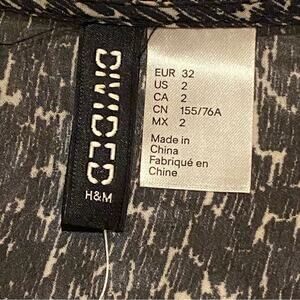 DIVIDED
H&M
EUR 32
US 2
CA 2
CN 155/76A
MX 2
Made in
China
Fabriqué en
Chine